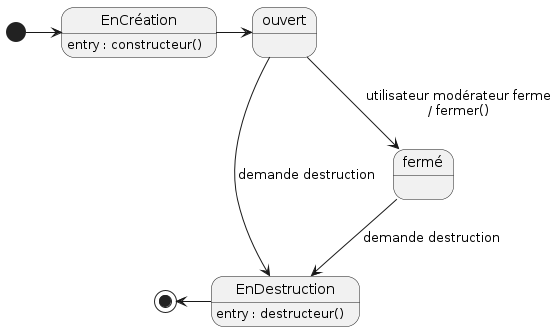 EnCréation
entry : constructeur()
ouvert
utilisateur modérateur ferme
/ fermer()
fermé
demande destruction
demande destruction
EnDestruction
entry : destructeur()